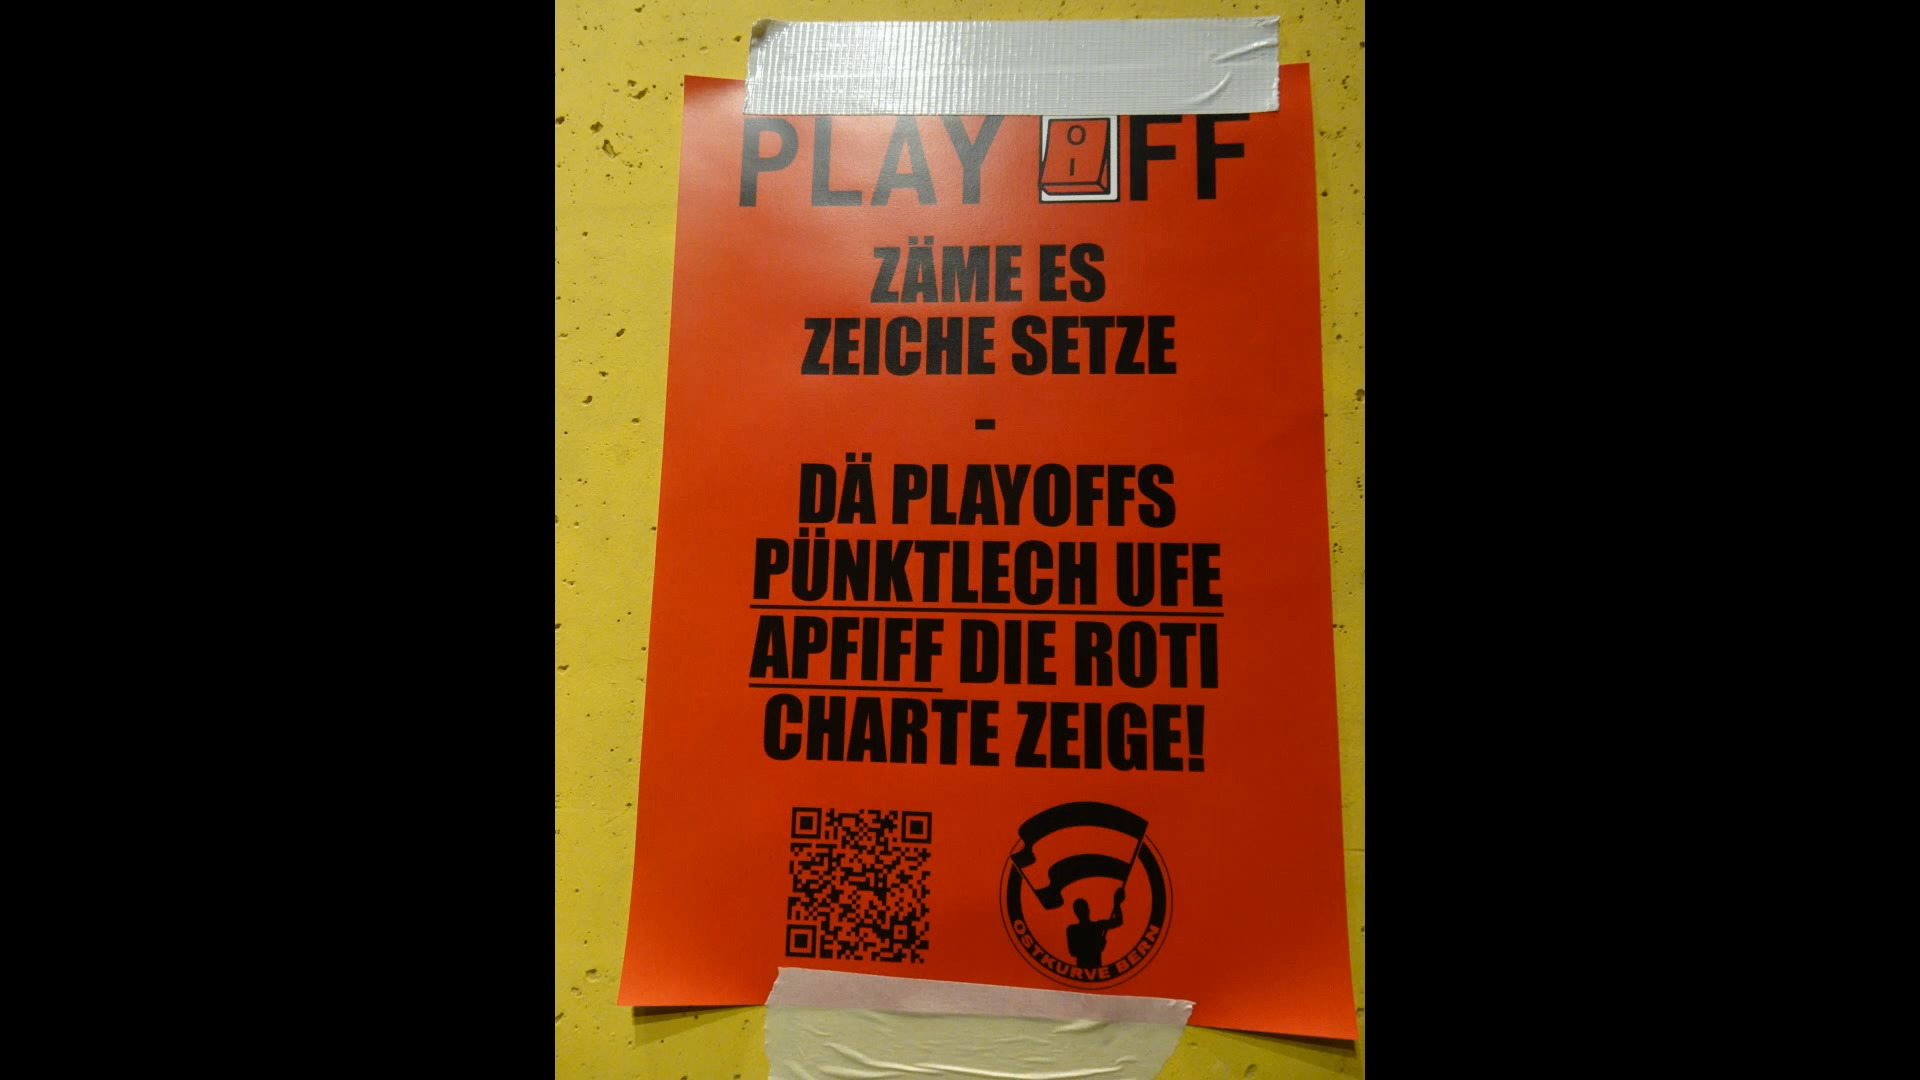 PLAY OFF
ZÄME ES
ZEICHE SETZE
-
DÄ PLAYOFFS
PÜNKTLECH UFE
APFIFF DIE ROTI
CHARTE ZEIGE!
OSTKURVE BERN